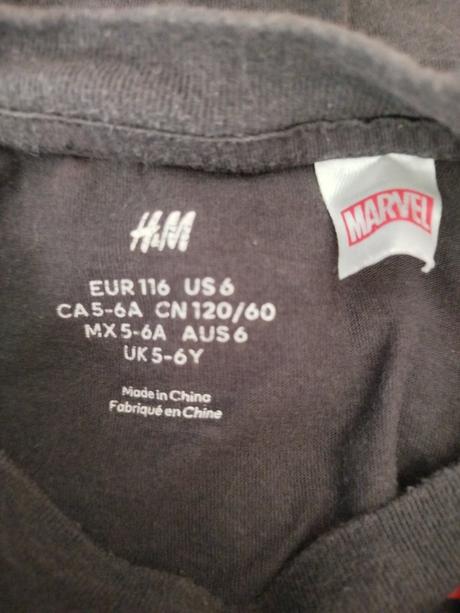 H&M
MARVEL
EUR 116 US 6
CA 5-6A CN 120/60
MX 5-6A AUS 6
UK 5-6Y
Made in China
Fabriqué en Chine